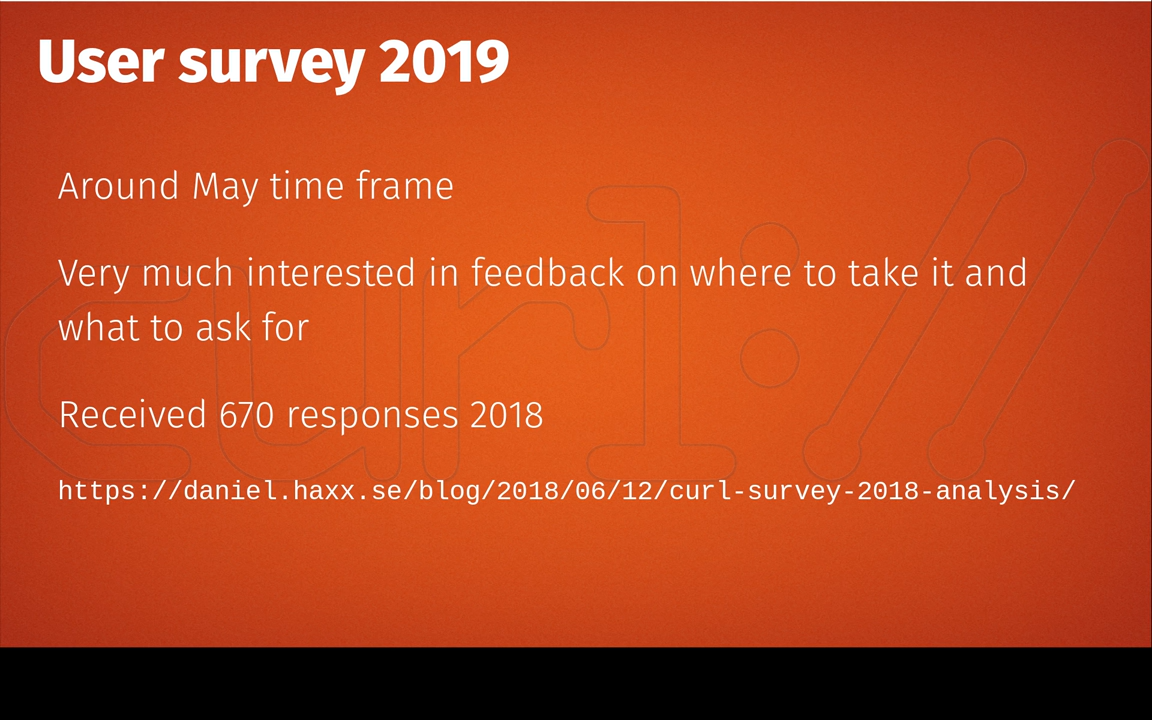 User survey 2019
Around May time frame
Very much interested in feedback on where to take it and
what to ask for
Received 670 responses 2018
https://daniel.haxx.se/blog/2018/06/12/curl-survey-2018-analysis/
curl://